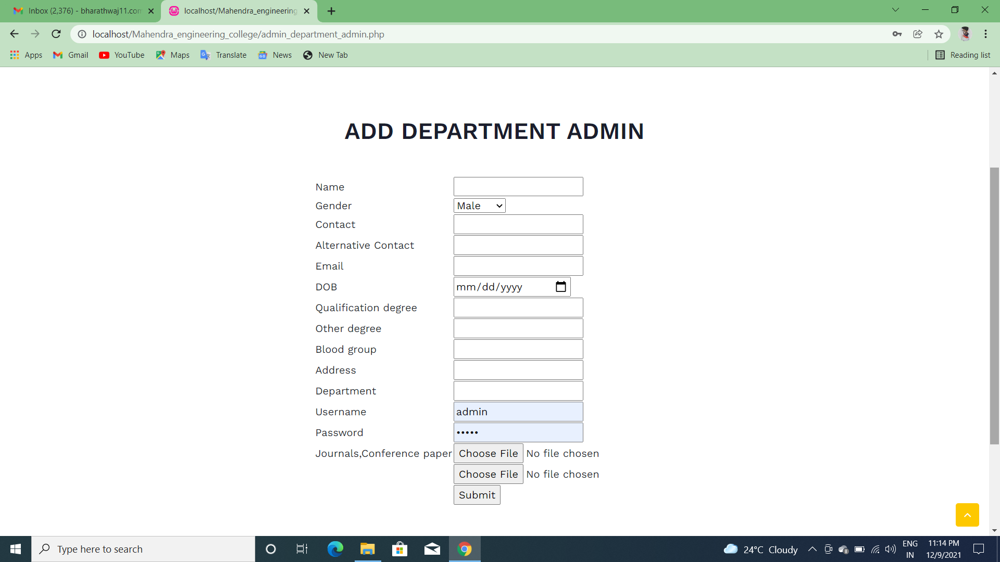 Inbox (2,376) - bharathwaj11.com
localhost/Mahendra_engineering
localhost/Mahendra_engineering_college/admin_department_admin.php
Apps Gmail YouTube Maps Translate News New Tab Reading list
ADD DEPARTMENT ADMIN
Name
Gender Male
Contact
Alternative Contact
Email
DOB mm/dd/yyyy
Qualification degree
Other degree
Blood group
Address
Department
Username admin
Password •••••
Journals,Conference paper Choose File No file chosen
Choose File No file chosen
Submit
Type here to search
24°C Cloudy
ENG
IN
11:14 PM
12/9/2021